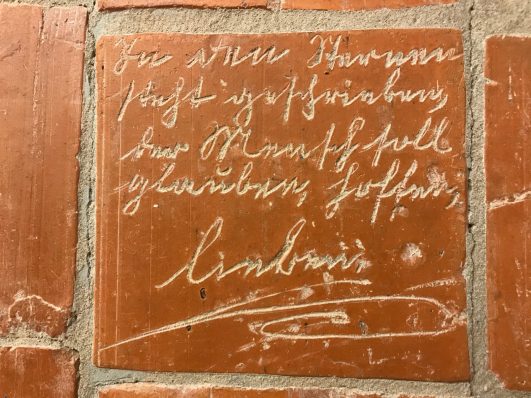 In den Sternen
steht geschrieben,
der Mensch soll
glauben, hoffen,
lieben!